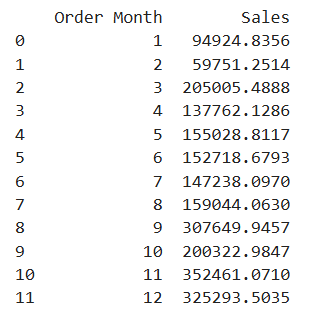 Order Month Sales
0 1 94924.8356
1 2 59751.2514
2 3 205005.4888
3 4 137762.1286
4 5 155028.8117
5 6 152718.6793
6 7 147238.0970
7 8 159044.0630
8 9 307649.9457
9 10 200322.9847
10 11 352461.0710
11 12 325293.5035